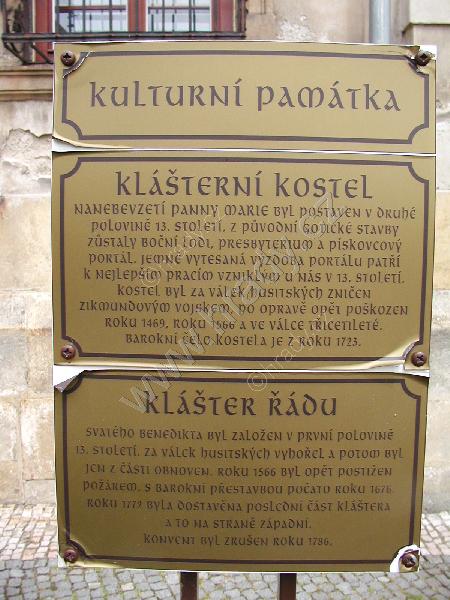 KULTURNÍ PAMÁTKA
KLÁŠTERNÍ KOSTEL
NANEBEVZETÍ PANNY MARIE BYL POSTAVEN V DRUHÉ
POLOVINĚ 13. STOLETÍ. Z PŮVODNÍ GOTICKÉ STAVBY
ZŮSTALY BOČNÍ LODI, PRESBYTERIUM A PÍSKOVCOVÝ
PORTÁL. JEMNĚ VYTESANÁ VÝZDOBA PORTÁLU PATŘÍ
K NEJLEPŠÍM PRACÍM VZNIKLÝM U NÁS V 13. STOLETÍ.
KOSTEL BYL ZA VÁLEK HUSITSKÝCH ZNIČEN
ZIKMUNDOVÝM VOJSKEM, PO OPRAVĚ OPĚT POŠKOZEN
ROKU 1469, ROKU 1566 A VE VÁLCE TŘICETILETÉ.
BAROKNÍ ČELO KOSTELA JE Z ROKU 1723.
KLÁŠTER ŘÁDU
SVATÉHO BENEDIKTA BYL ZALOŽEN V PRVNÍ POLOVINĚ
13. STOLETÍ. ZA VÁLEK HUSITSKÝCH VYHOŘEL A POTOM BYL
JEN Z ČÁSTI OBNOVEN. ROKU 1566 BYL OPĚT POSTIŽEN
POŽÁREM. S BAROKNÍ PŘESTAVBOU POČATO ROKU 1676.
ROKU 1772 BYLA DOSTAVĚNA POSLEDNÍ ČÁST KLÁŠTERA
A TO NA STRANĚ ZÁPADNÍ.
KONVENT BYL ZRUŠEN ROKU 1786.